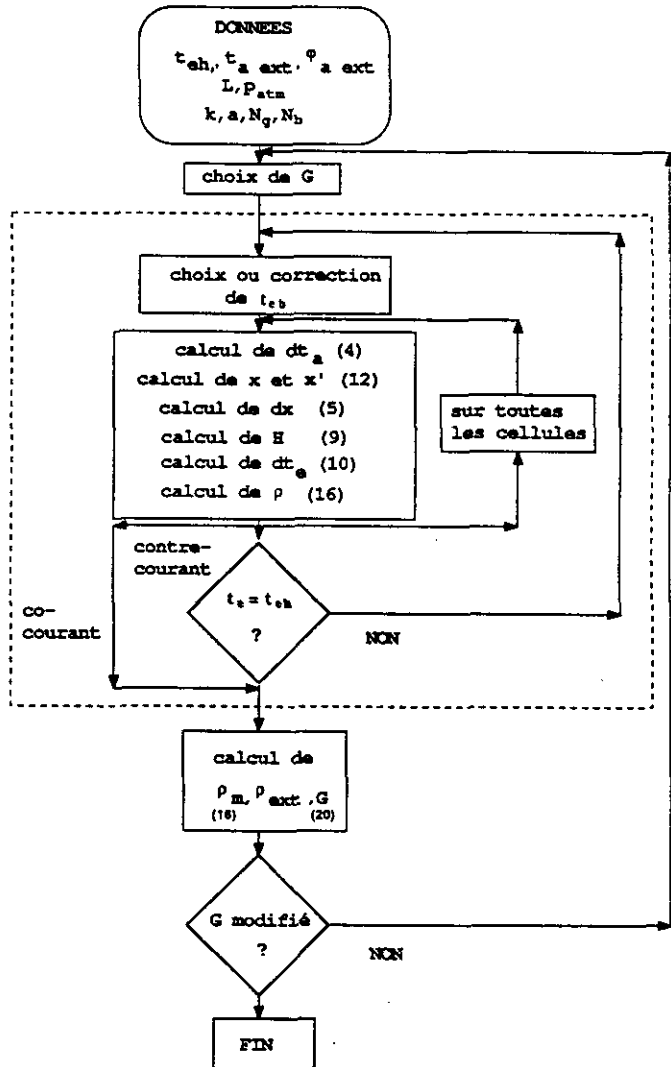 DONNEES
t_eh, t_a ext, φ_a ext
L, P_atm
k, a, N_g, N_b
choix de G
choix ou correction
de t_eb
calcul de dt_a (4)
calcul de x et x' (12)
calcul de dx (5)
calcul de H (9)
calcul de dt_e (10)
calcul de ρ (16)
sur toutes
les cellules
contre-
courant
co-
courant
t_e = t_eh
?
NON
calcul de
ρ_m, ρ_ext, G
(16) (20)
G modifié
?
NON
FIN